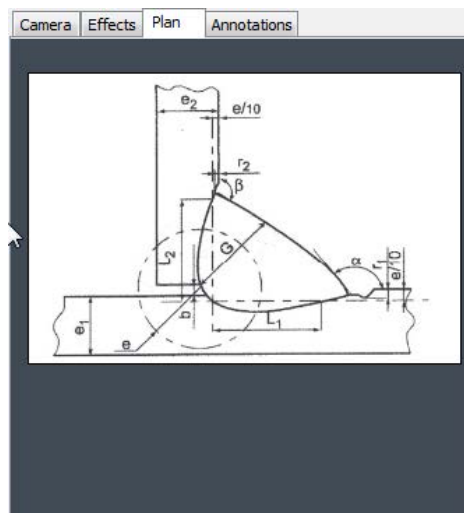 Camera Effects Plan Annotations
e₂
e/10
r₂
β
L₂
G
α
r₁
e/10
b
e₁
L₁
e